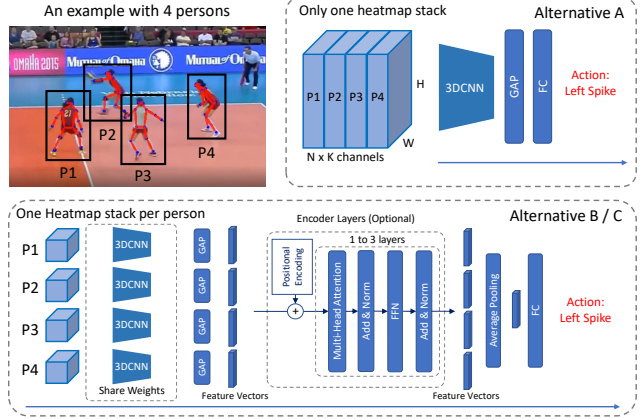 An example with 4 persons
OMAHA2015 MUTUAL of OMAHA MUTUAL of OMAHA
27
P1
P2
P3
P4
Only one heatmap stack
Alternative A
P1 P2 P3 P4
H
W
N x K channels
3DCNN
GAP
FC
Action:
Left Spike
One Heatmap stack per person
Alternative B / C
P1
P2
P3
P4
3DCNN
3DCNN
3DCNN
3DCNN
Share Weights
GAP
GAP
GAP
GAP
Feature Vectors
Encoder Layers (Optional)
1 to 3 layers
Positional
Encoding
+
Multi-Head Attention
Add & Norm
FFN
Add & Norm
Feature Vectors
Average Pooling
FC
Action:
Left Spike